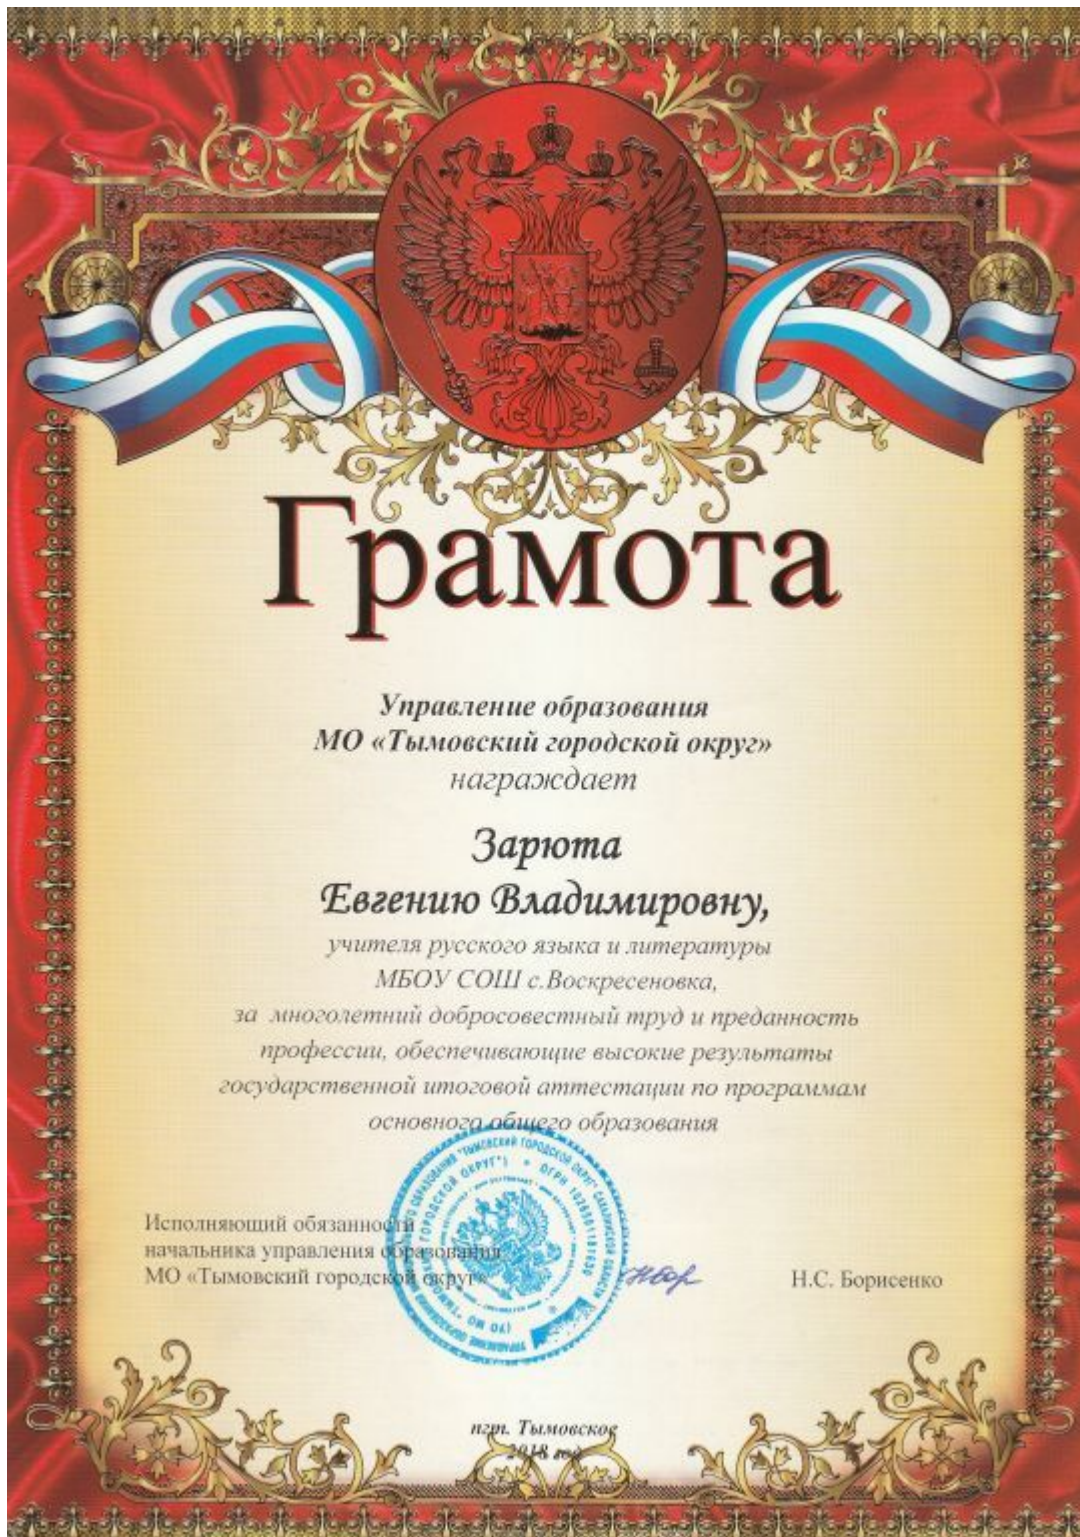 Грамота
Управление образования
МО «Тымовский городской округ»
награждает
Зарюта
Евгению Владимировну,
учителя русского языка и литературы
МБОУ СОШ с.Воскресеновка,
за многолетний добросовестный труд и преданность
профессии, обеспечивающие высокие результаты
государственной итоговой аттестации по программам
основного общего образования
Исполняющий обязанности
начальника управления образования
МО «Тымовский городской округ»
Н.С. Борисенко
пгт. Тымовское
2018 год